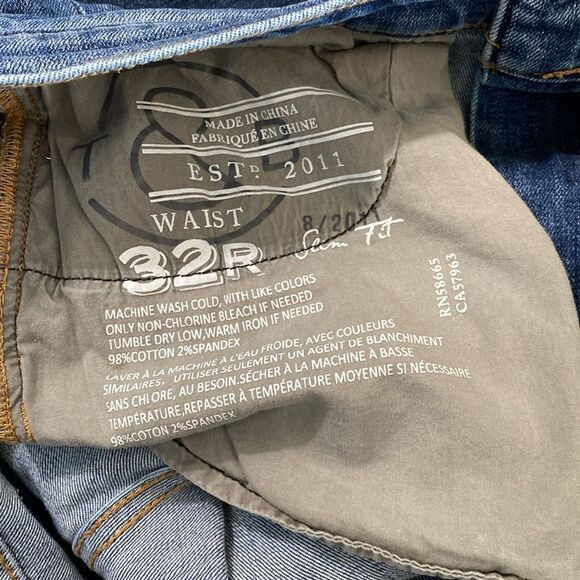 MADE IN CHINA
FABRIQUÉ EN CHINE
ESTD. 2011
WAIST
8/201
32R Slim Fit
MACHINE WASH COLD, WITH LIKE COLORS
ONLY NON-CHLORINE BLEACH IF NEEDED
TUMBLE DRY LOW,WARM IRON IF NEEDED
98%COTTON 2%SPANDEX
LAVER À LA MACHINE À L'EAU FROIDE, AVEC COULEURS
SIMILAIRES, UTILISER SEULEMENT UN AGENT DE BLANCHIMENT
SANS CHLORE, AU BESOIN.SÉCHER À LA MACHINE À BASSE
TEMPÉRATURE,REPASSER À TEMPÉRATURE MOYENNE SI NÉCESSAIRE
98%COTTON 2%SPANDEX
RN58665
CA57963